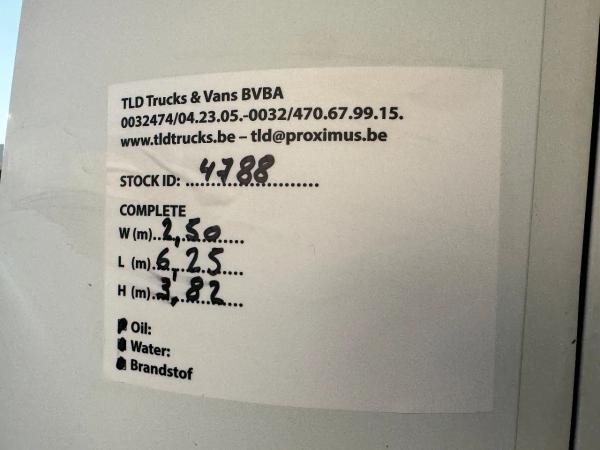 TLD Trucks & Vans BVBA
0032474/04.23.05.-0032/470.67.99.15.
www.tldtrucks.be – tld@proximus.be
STOCK ID: 4788
COMPLETE
W (m) 2,50
L (m) 6,25
H (m) 3,82
Oil:
Water:
Brandstof